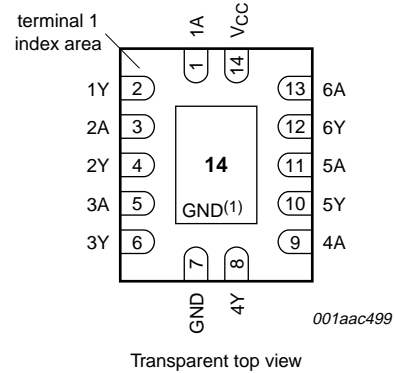 terminal 1
index area
1A
VCC
1
14
1Y 2
13 6A
2A 3
12 6Y
2Y 4
14
11 5A
3A 5
GND(1)
10 5Y
3Y 6
9 4A
7
8
GND
4Y
001aac499
Transparent top view